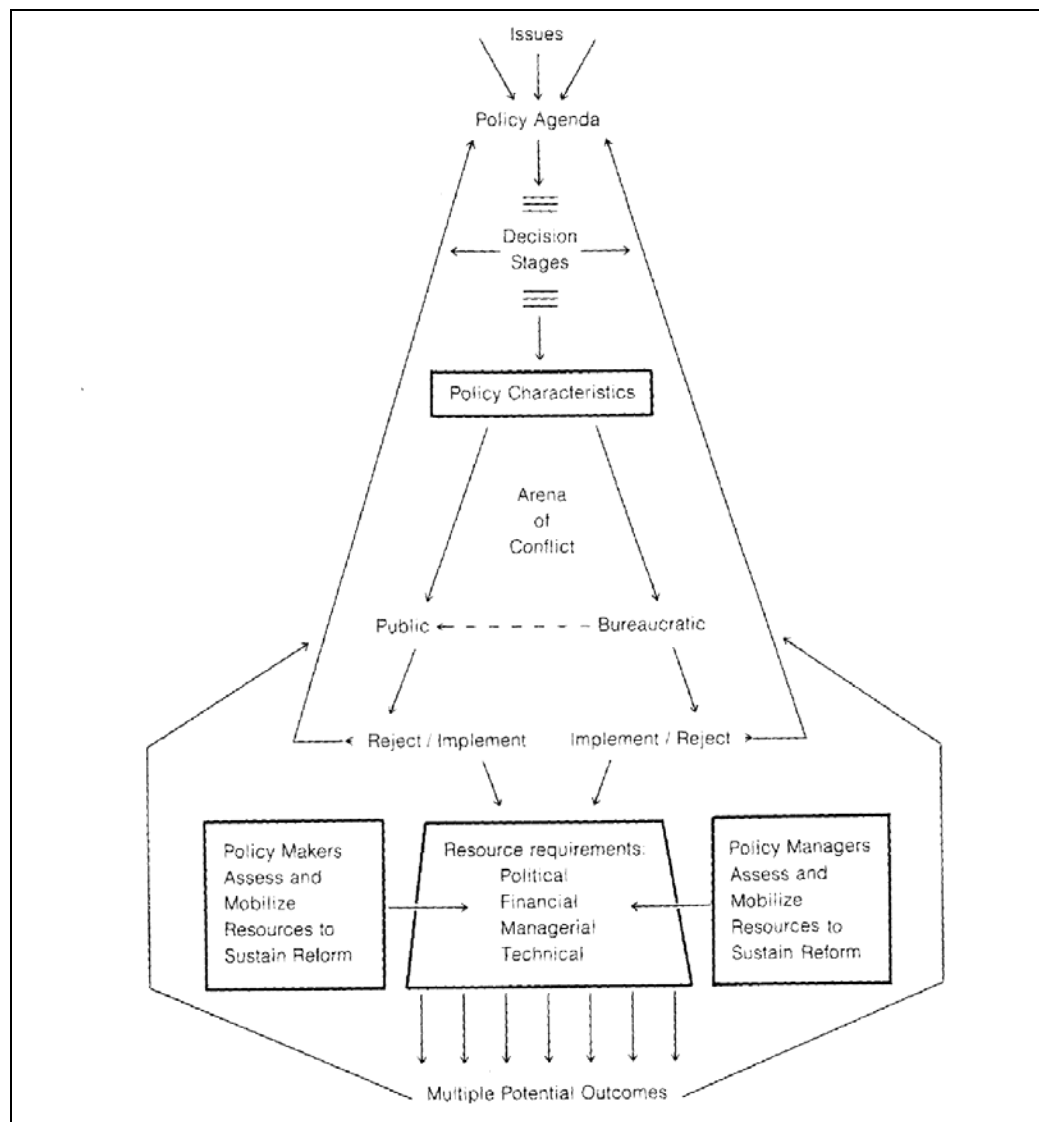 Issues
Policy Agenda
Decision
Stages
Policy Characteristics
Arena
of
Conflict
Public
Bureaucratic
Reject / Implement
Implement / Reject
Policy Makers
Assess and
Mobilize
Resources to
Sustain Reform
Resource requirements:
Political
Financial
Managerial
Technical
Policy Managers
Assess and
Mobilize
Resources to
Sustain Reform
Multiple Potential Outcomes